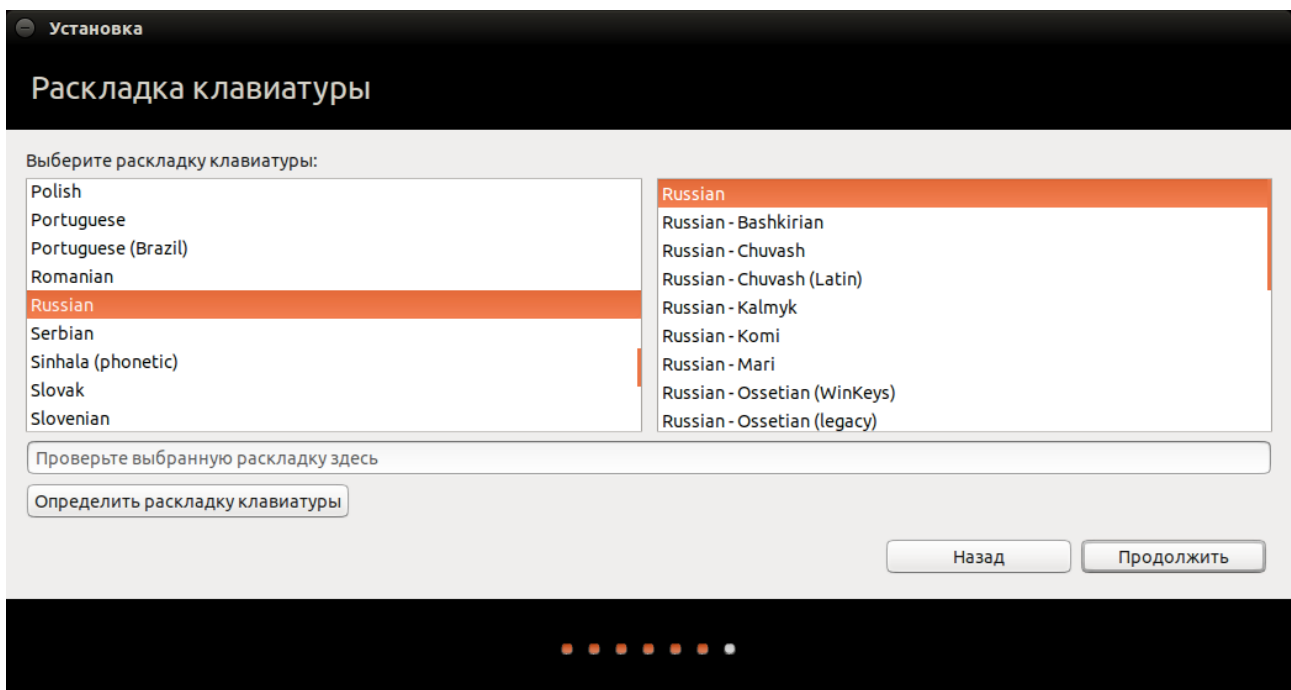 Установка
Раскладка клавиатуры
Выберите раскладку клавиатуры:
Polish
Portuguese
Portuguese (Brazil)
Romanian
Russian
Serbian
Sinhala (phonetic)
Slovak
Slovenian
Russian
Russian - Bashkirian
Russian - Chuvash
Russian - Chuvash (Latin)
Russian - Kalmyk
Russian - Komi
Russian - Mari
Russian - Ossetian (WinKeys)
Russian - Ossetian (legacy)
Проверьте выбранную раскладку здесь
Определить раскладку клавиатуры
Назад
Продолжить